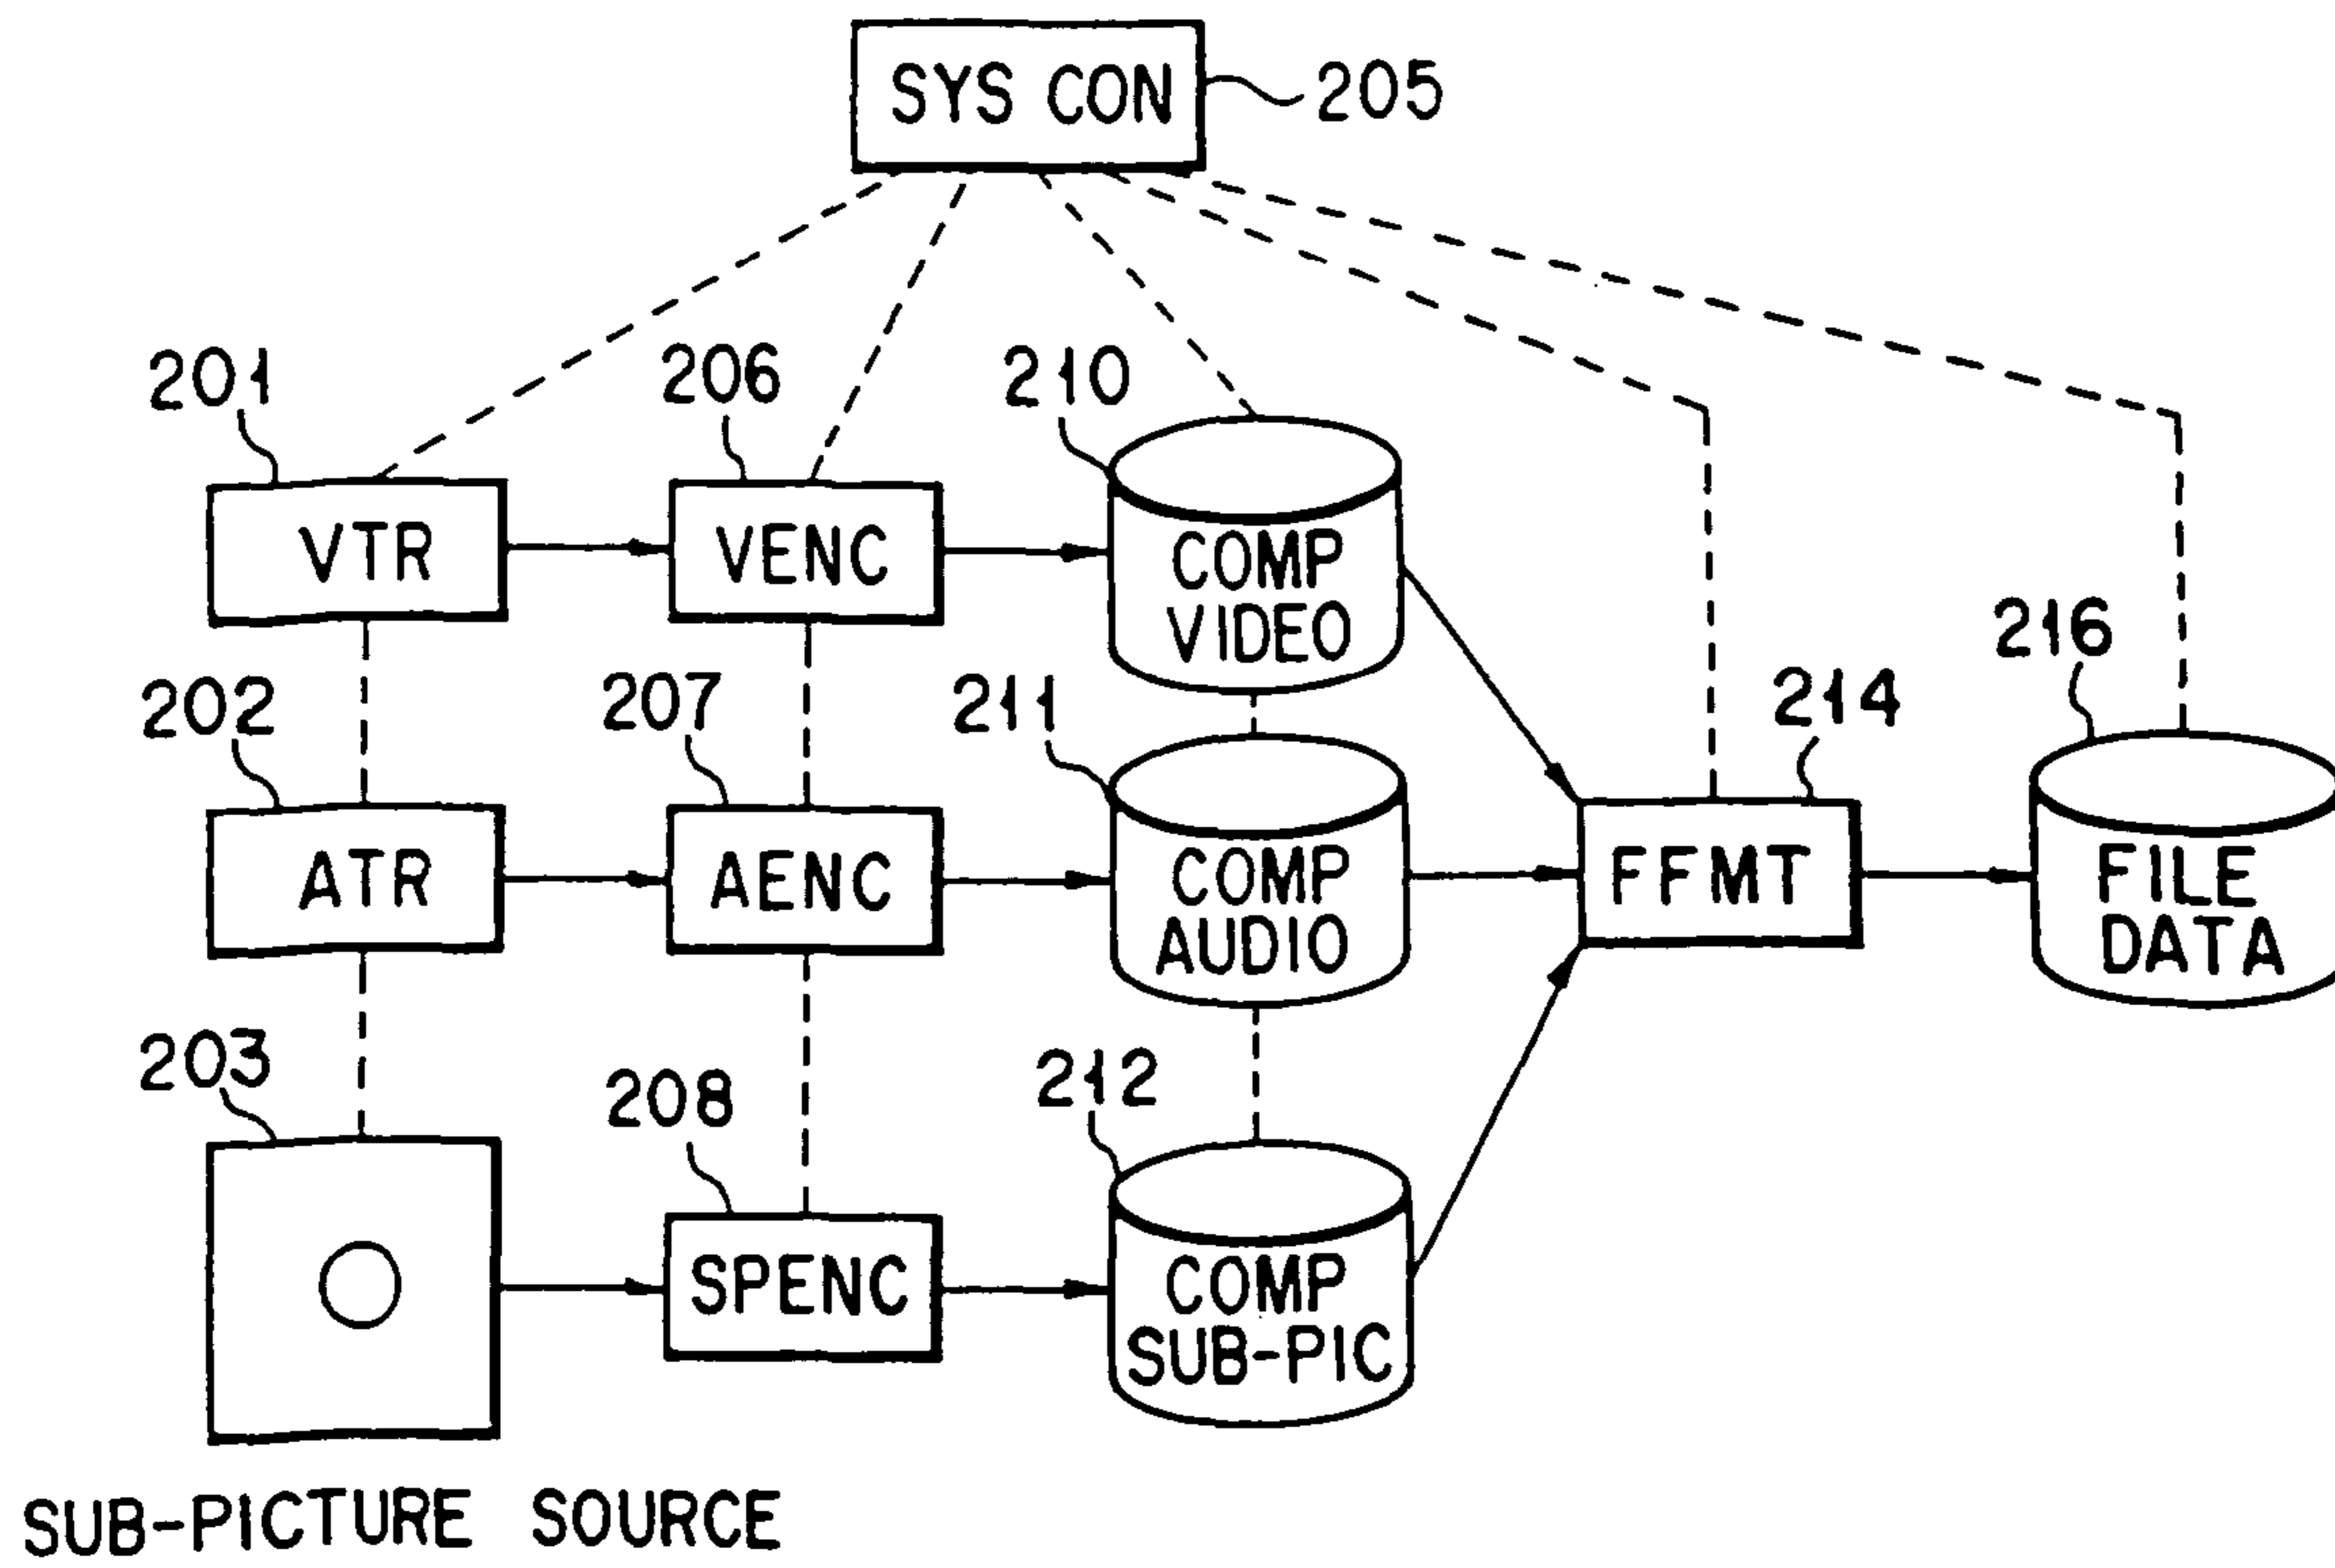 SYS CON
205
201
206
210
VTR
VENC
COMP
VIDEO
216
202
207
211
214
ATR
AENC
COMP
AUDIO
FFMT
FILE
DATA
203
208
212
SPENC
COMP
SUB-PIC
SUB-PICTURE SOURCE